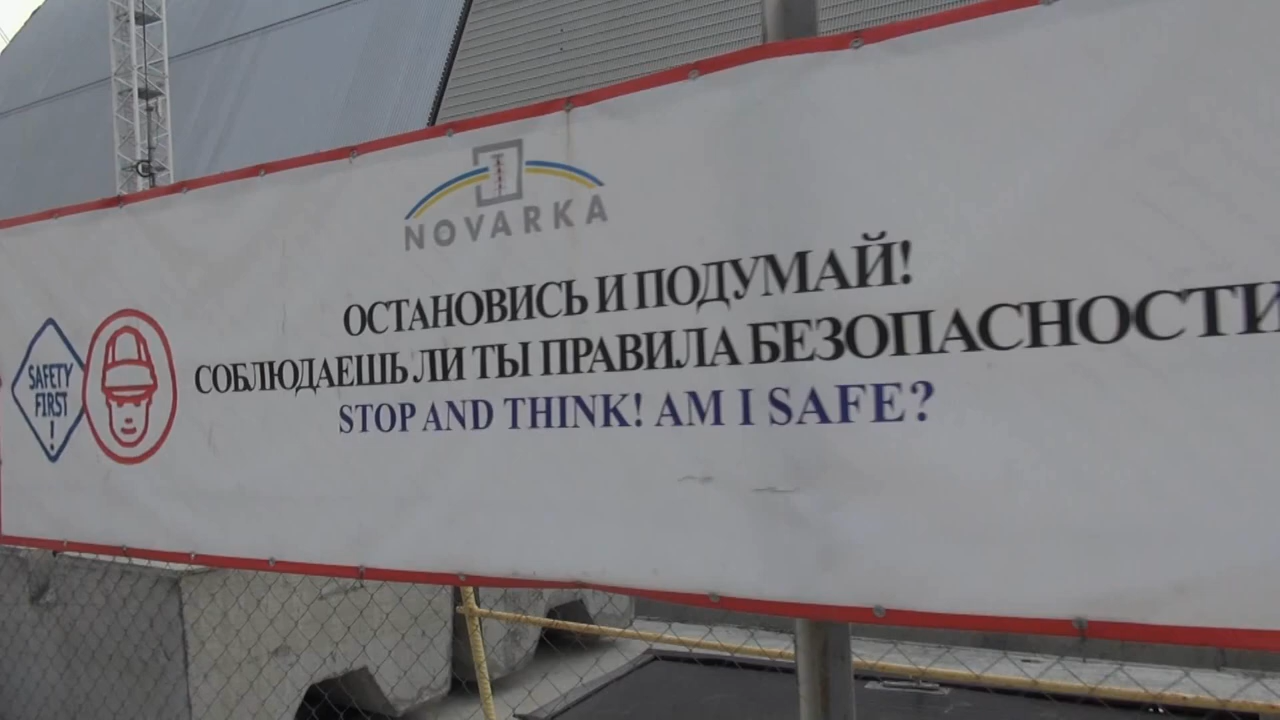 NOVARKA
ОСТАНОВИСЬ И ПОДУМАЙ!
СОБЛЮДАЕШЬ ЛИ ТЫ ПРАВИЛА БЕЗОПАСНОСТИ
STOP AND THINK! AM I SAFE?
SAFETY
FIRST
!